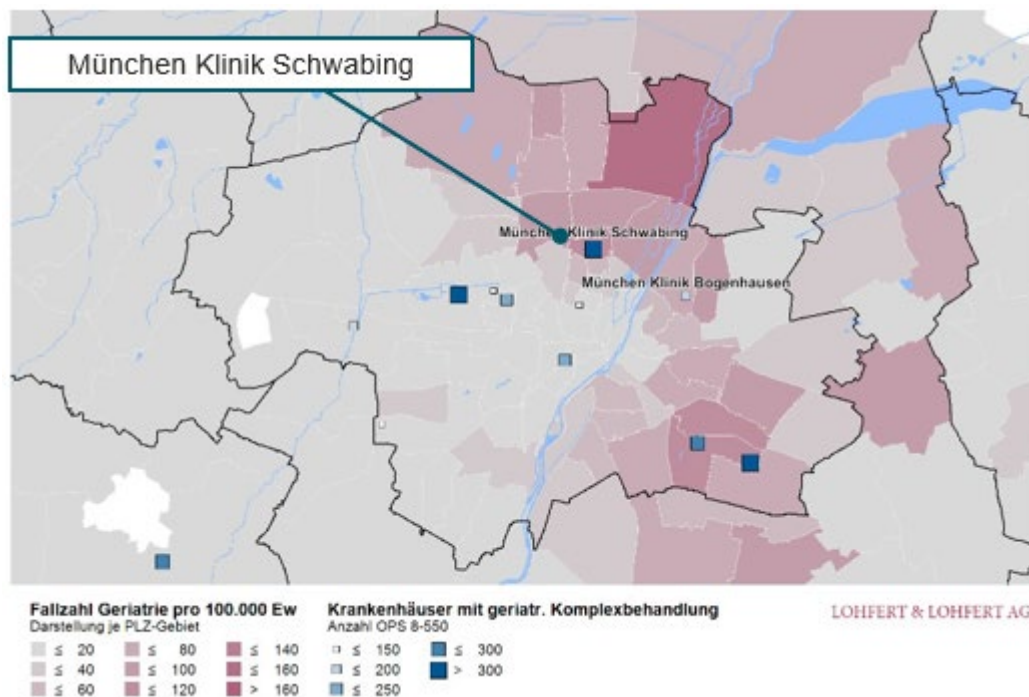 München Klinik Schwabing
München Klinik Schwabing
München Klinik Bogenhausen
Fallzahl Geriatrie pro 100.000 Ew
Darstellung je PLZ-Gebiet
≤ 20 ≤ 80 ≤ 140
≤ 40 ≤ 100 ≤ 160
≤ 60 ≤ 120 > 160
Krankenhäuser mit geriatr. Komplexbehandlung
Anzahl OPS 8-550
≤ 150 ≤ 300
≤ 200 > 300
≤ 250
LOHFERT & LOHFERT AG